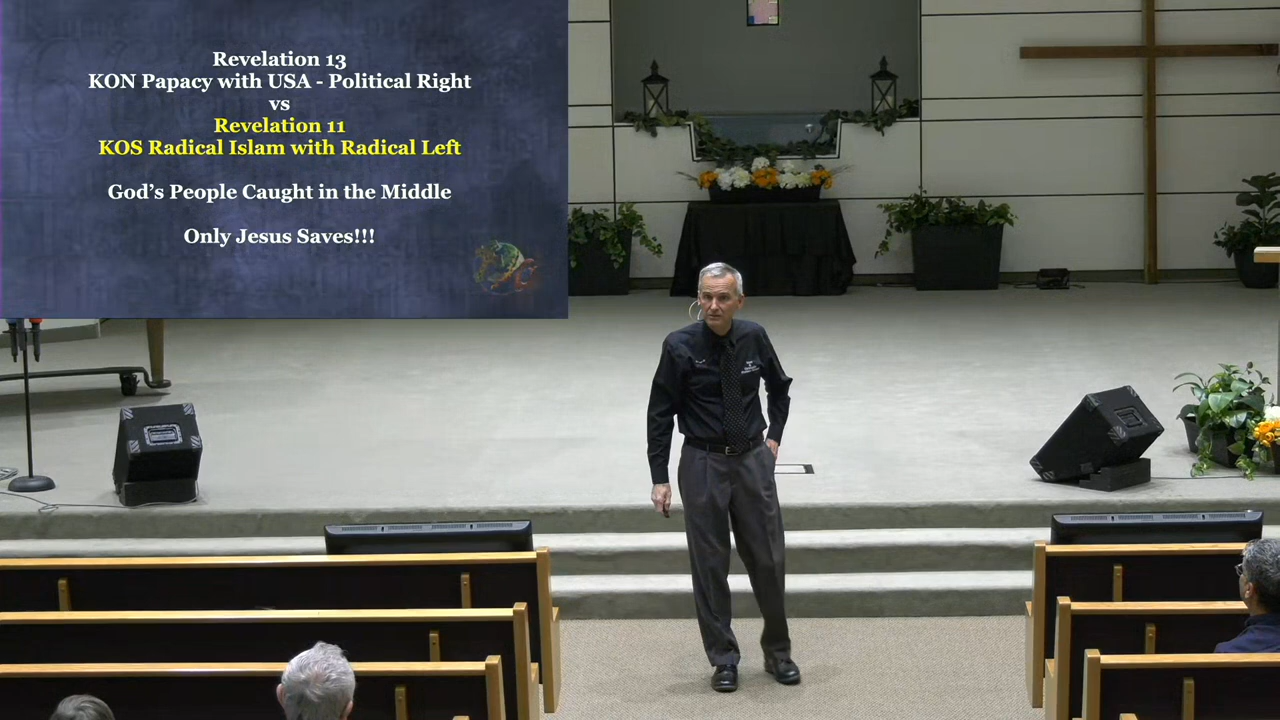 Revelation 13
KON Papacy with USA - Political Right
vs
Revelation 11
KOS Radical Islam with Radical Left
God's People Caught in the Middle
Only Jesus Saves!!!